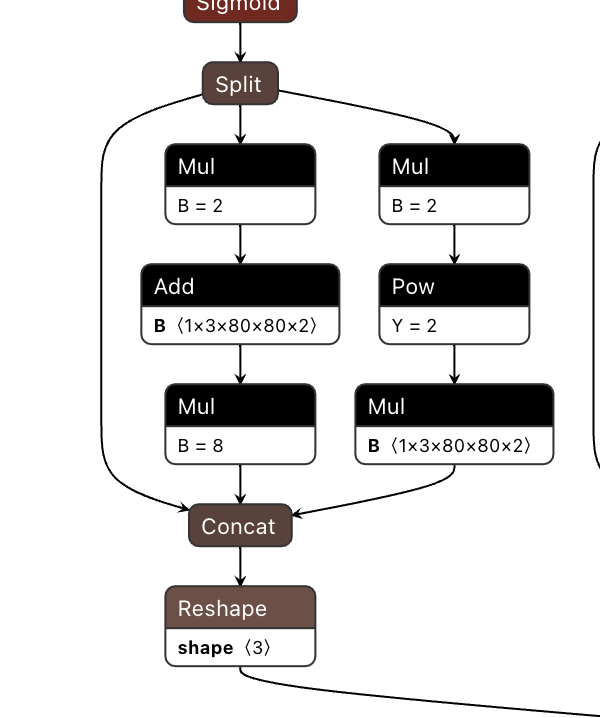 Sigmoid
Split
Mul
B = 2
Mul
B = 2
Add
B ⟨1×3×80×80×2⟩
Pow
Y = 2
Mul
B = 8
Mul
B ⟨1×3×80×80×2⟩
Concat
Reshape
shape ⟨3⟩